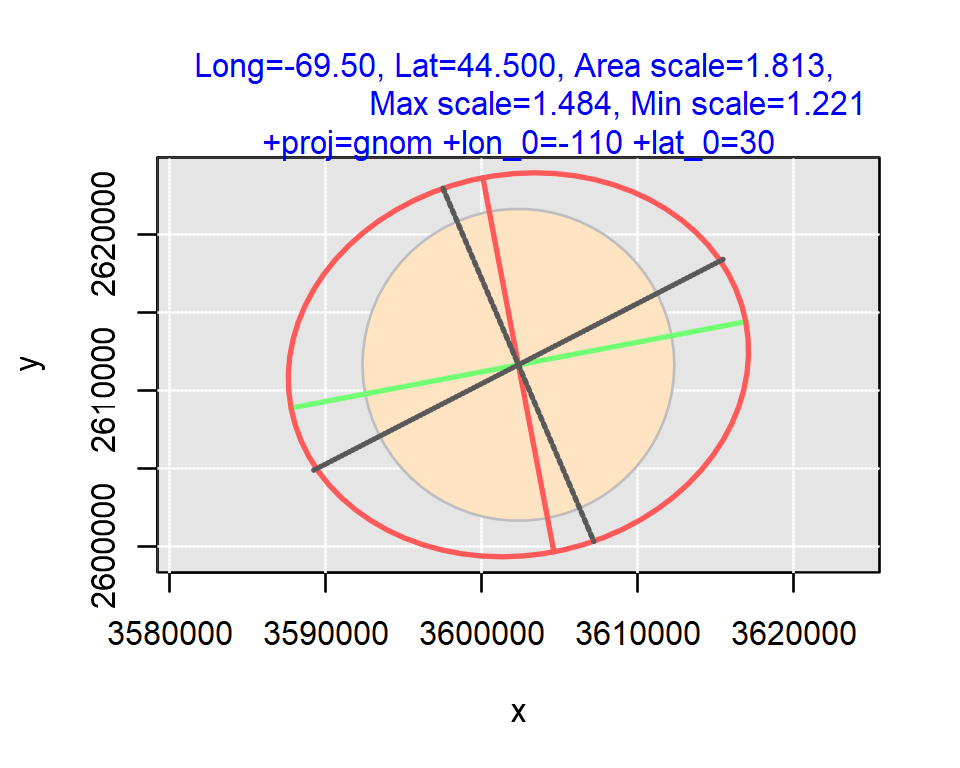 Long=-69.50, Lat=44.500, Area scale=1.813,
Max scale=1.484, Min scale=1.221
+proj=gnom +lon_0=-110 +lat_0=30
2620000
2610000
2600000
y
3580000 3590000 3600000 3610000 3620000
x